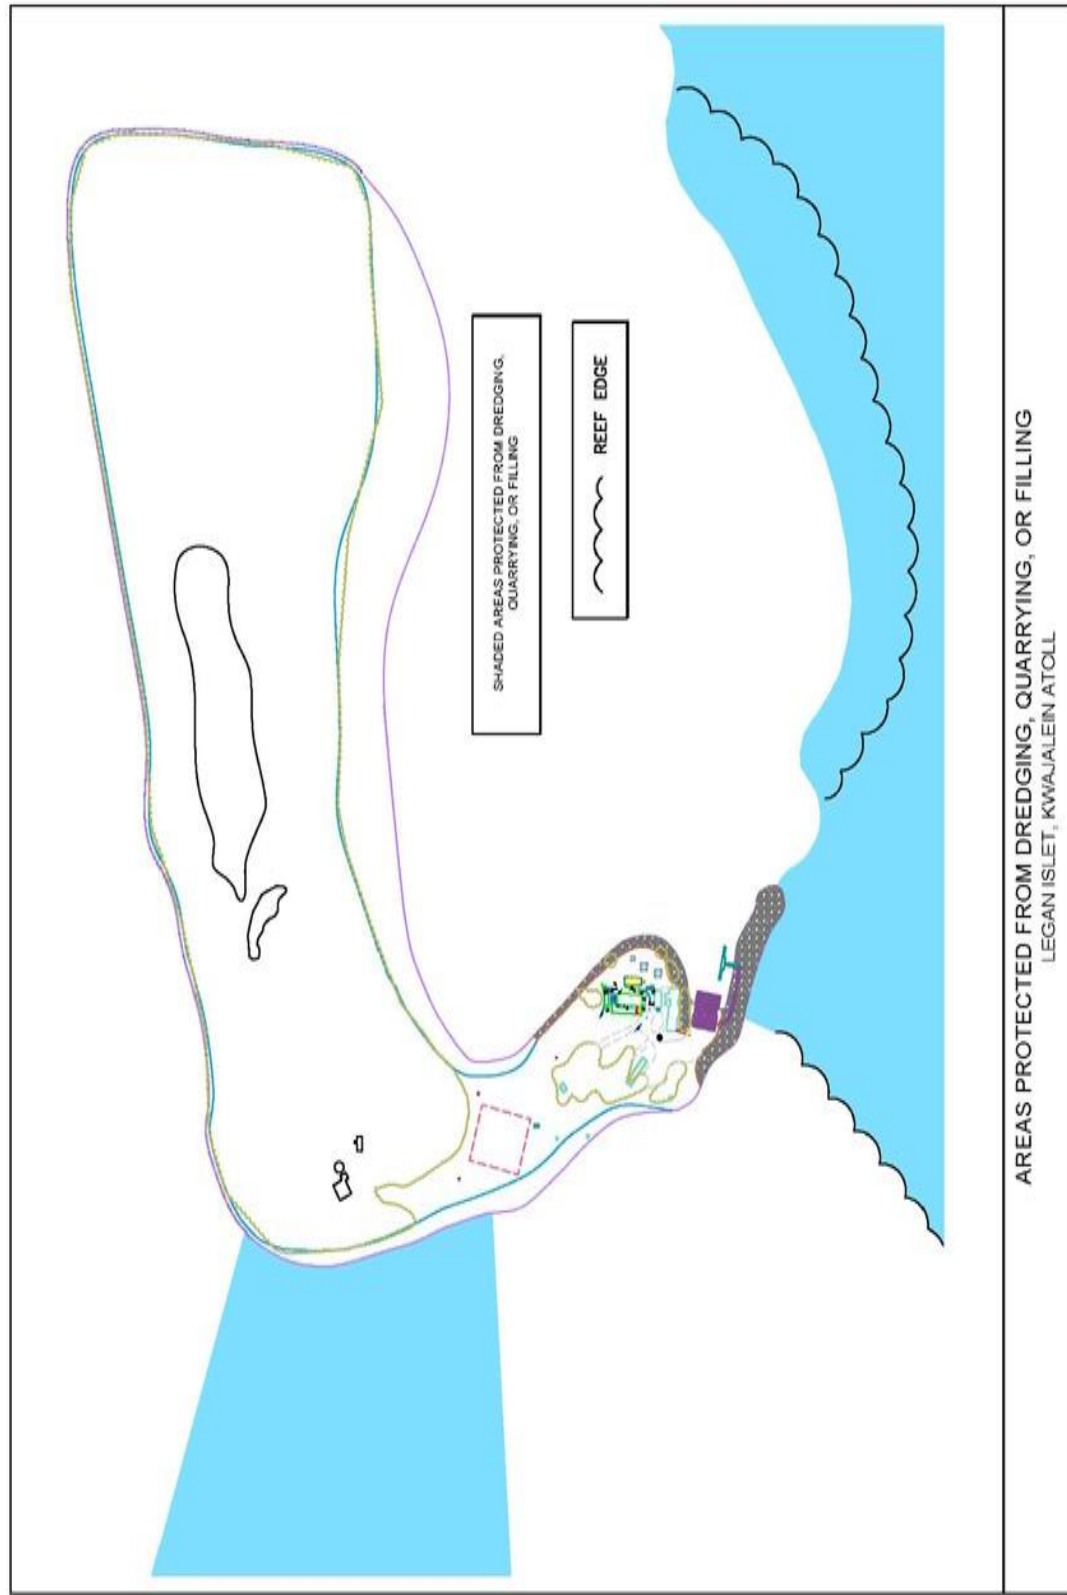 SHADED AREAS PROTECTED FROM DREDGING,
QUARRYING, OR FILLING
REEF EDGE
AREAS PROTECTED FROM DREDGING, QUARRYING, OR FILLING
LEGAN ISLET, KWAJALEIN ATOLL